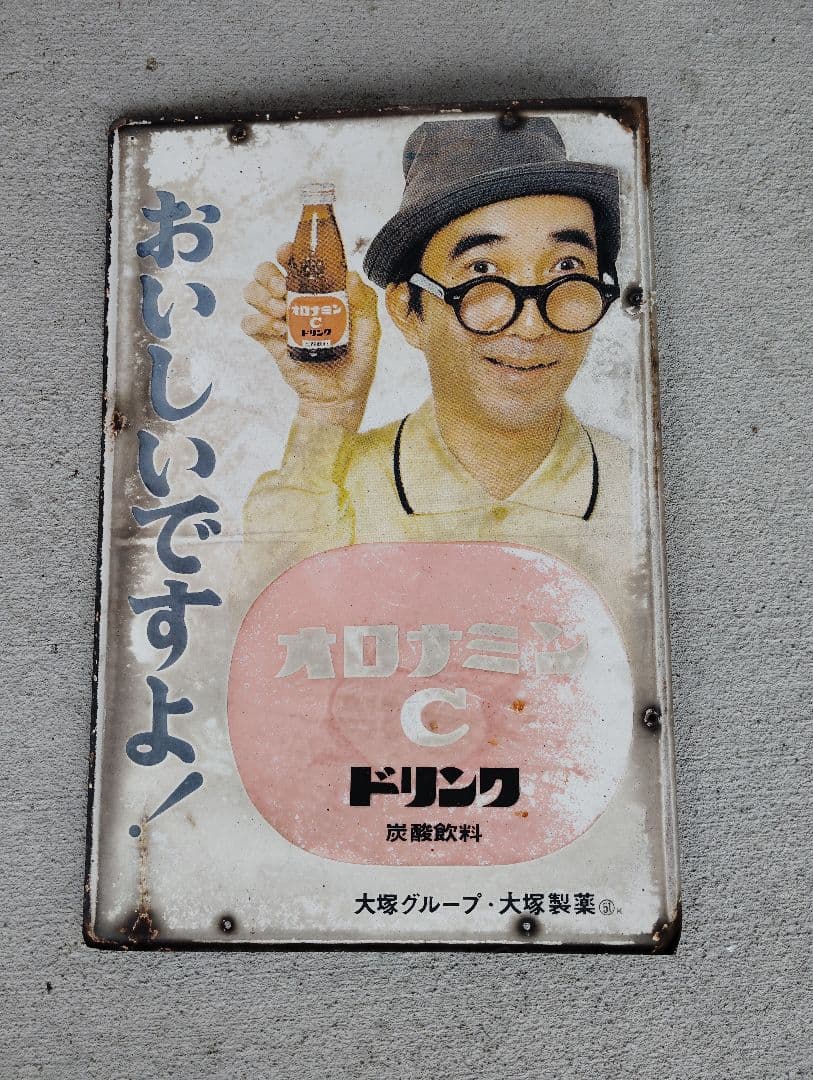 おいしいですよ!
オロナミン
C
ドリンク
オロナミン
C
ドリンク
炭酸飲料
大塚グループ・大塚製薬